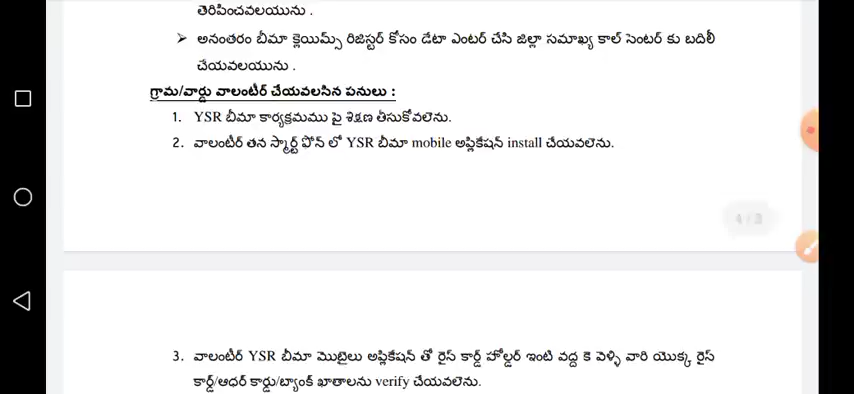 తెరిపించవలయును .
➢ అనంతరం బీమా క్లెయిమ్స్ రిజిస్టర్ కోసం డేటా ఎంటర్ చేసి జిల్లా సమాఖ్య కాల్ సెంటర్ కు బదిలీ
చేయవలయును .
గ్రామ/వార్డు వాలంటీర్ చేయవలసిన పనులు :
1. YSR బీమా కార్యక్రమము పై శిక్షణ తీసుకోవలెను.
2. వాలంటీర్ తన స్మార్ట్ ఫోన్ లో YSR బీమా mobile అప్లికేషన్ install చేయవలెను.
3. వాలంటీర్ YSR బీమా మొబైలు అప్లికేషన్ తో రైస్ కార్డ్ హోల్డర్ ఇంటి వద్ద కె వెళ్ళి వారి యొక్క రైస్
కార్డ్/ఆధర్ కార్డు/బ్యాంక్ ఖాతాలను verify చేయవలెను.